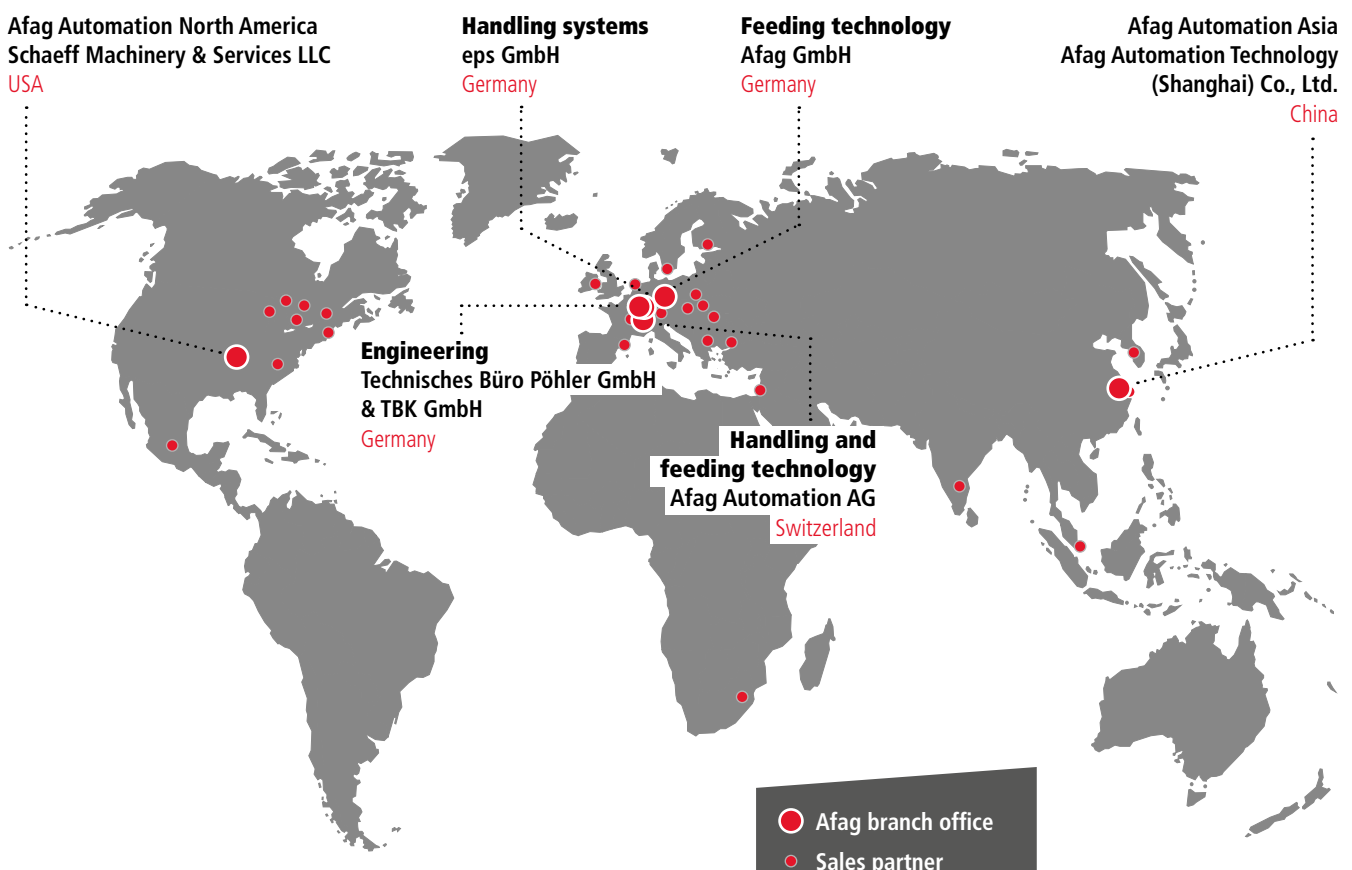 Afag Automation North America
Schaeff Machinery & Services LLC
USA
Handling systems
eps GmbH
Germany
Feeding technology
Afag GmbH
Germany
Afag Automation Asia
Afag Automation Technology
(Shanghai) Co., Ltd.
China
Engineering
Technisches Büro Pöhler GmbH
& TBK GmbH
Germany
Handling and
feeding technology
Afag Automation AG
Switzerland
Afag branch office
Sales partner